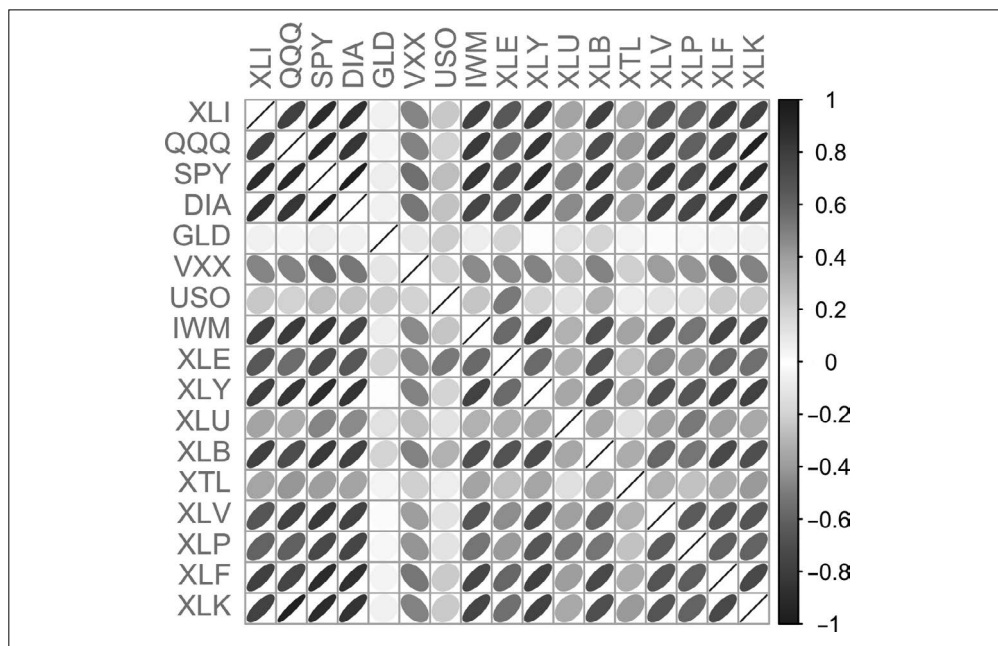 XLI QQQ SPY DIA GLD VXX USO IWM XLE XLY XLU XLB XTL XLV XLP XLF XLK
XLI
QQQ
SPY
DIA
GLD
VXX
USO
IWM
XLE
XLY
XLU
XLB
XTL
XLV
XLP
XLF
XLK
1
0.8
0.6
0.4
0.2
0
−0.2
−0.4
−0.6
−0.8
−1